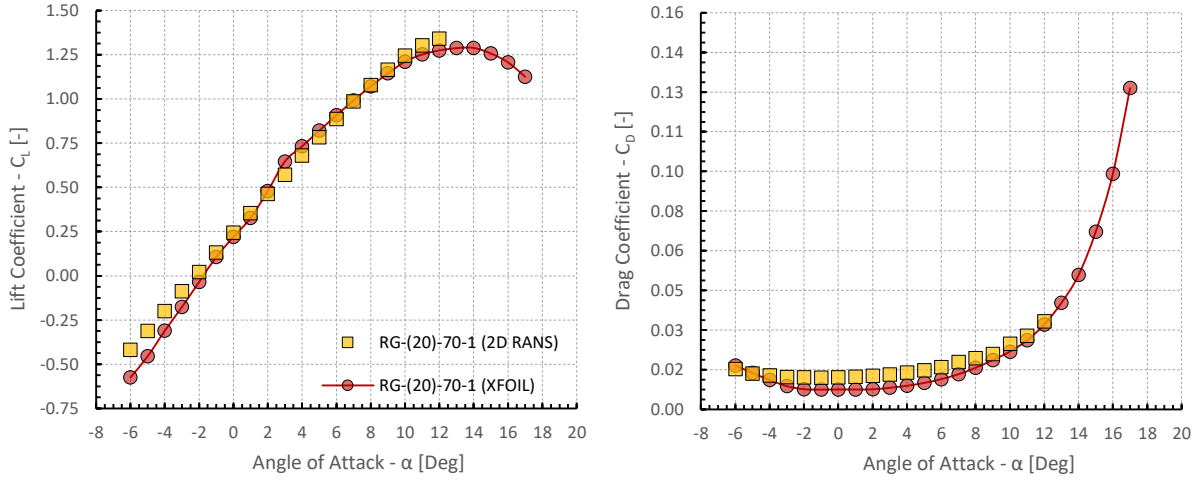 1.50
1.25
1.00
0.75
0.50
0.25
0.00
-0.25
-0.50
-0.75
Lift Coefficient - CL [-]
RG-(20)-70-1 (2D RANS)
RG-(20)-70-1 (XFOIL)
-8 -6 -4 -2 0 2 4 6 8 10 12 14 16 18 20
Angle of Attack - α [Deg]
0.16
0.13
0.11
0.10
0.08
0.06
0.05
0.03
0.02
0.00
Drag Coefficient - CD [-]
-8 -6 -4 -2 0 2 4 6 8 10 12 14 16 18 20
Angle of Attack - α [Deg]